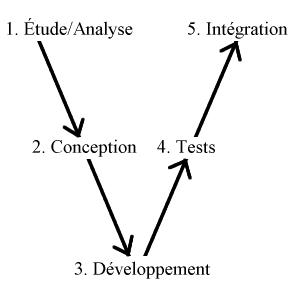 1. Étude/Analyse
5. Intégration
2. Conception
4. Tests
3. Développement